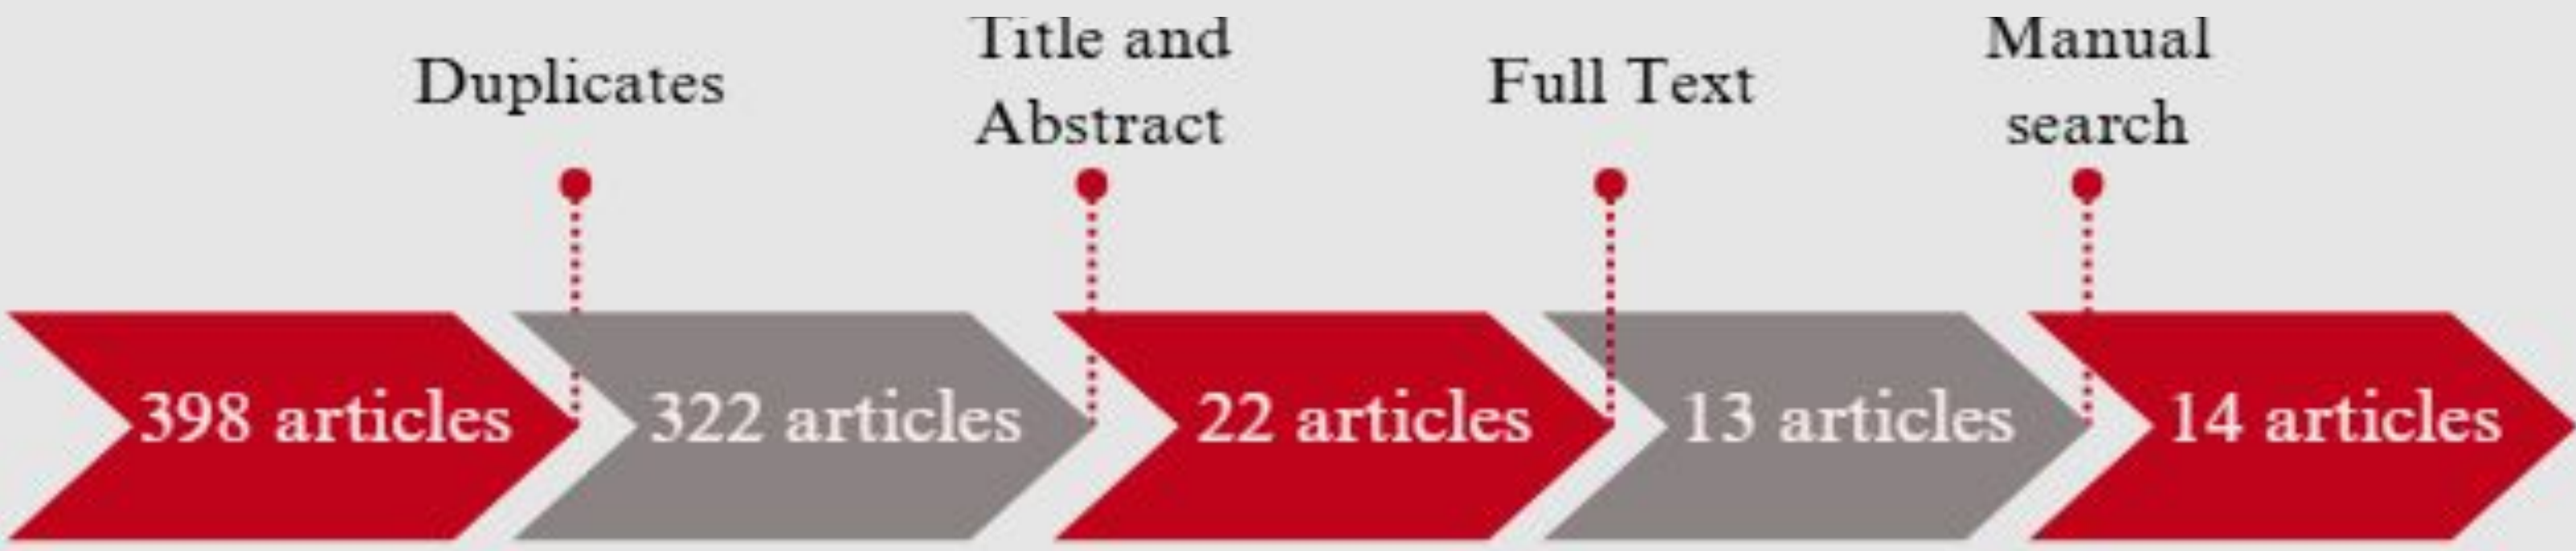 Duplicates
Title and
Abstract
Full Text
Manual
search
398 articles
322 articles
22 articles
13 articles
14 articles